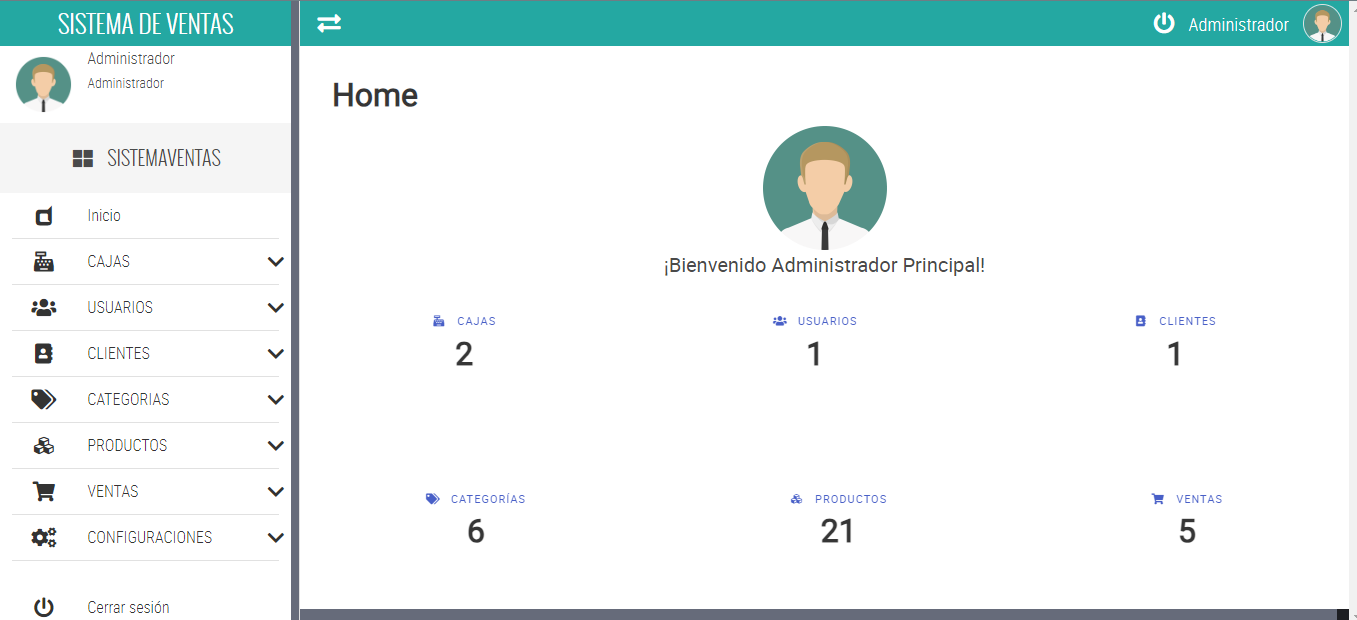 SISTEMA DE VENTAS
Administrador
Administrador
Administrador
SISTEMAVENTAS
Inicio
CAJAS
USUARIOS
CLIENTES
CATEGORIAS
PRODUCTOS
VENTAS
CONFIGURACIONES
Cerrar sesión
Home
¡Bienvenido Administrador Principal!
CAJAS
2
USUARIOS
1
CLIENTES
1
CATEGORÍAS
6
PRODUCTOS
21
VENTAS
5